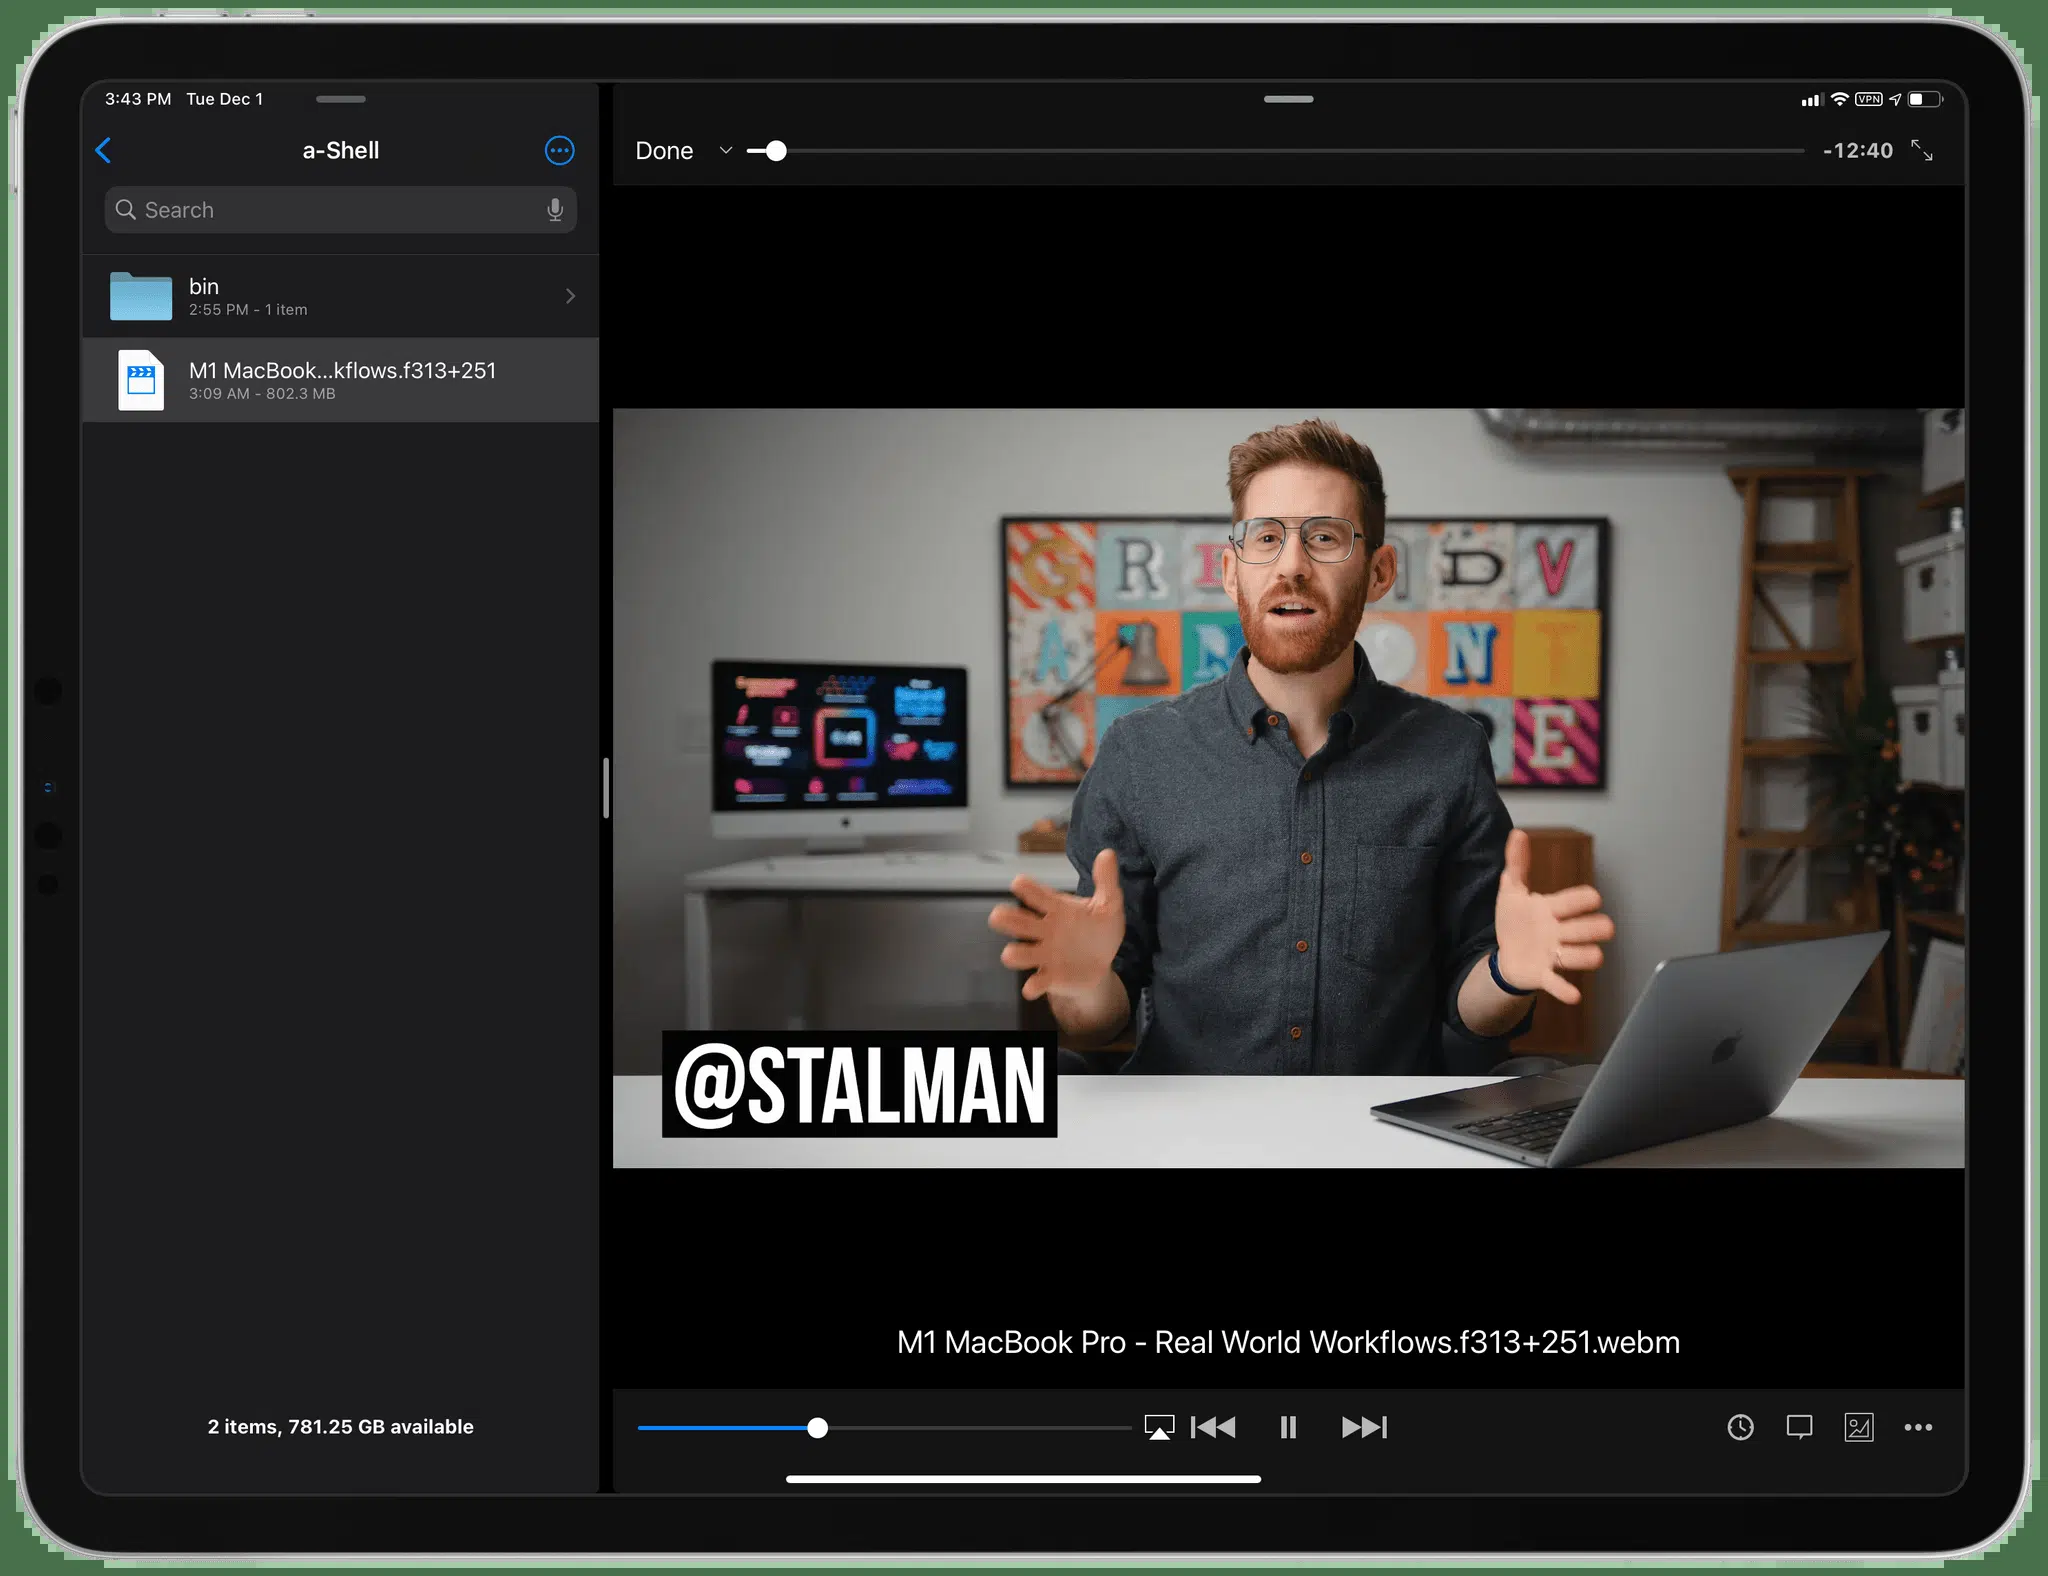 3:43 PM Tue Dec 1
VPN
a-Shell
Done
-12:40
Search
bin
2:55 PM - 1 item
M1 MacBook...kflows.f313+251
3:09 AM - 802.3 MB
G R D V
A N T
E
@STALMAN
M1 MacBook Pro - Real World Workflows.f313+251.webm
2 items, 781.25 GB available